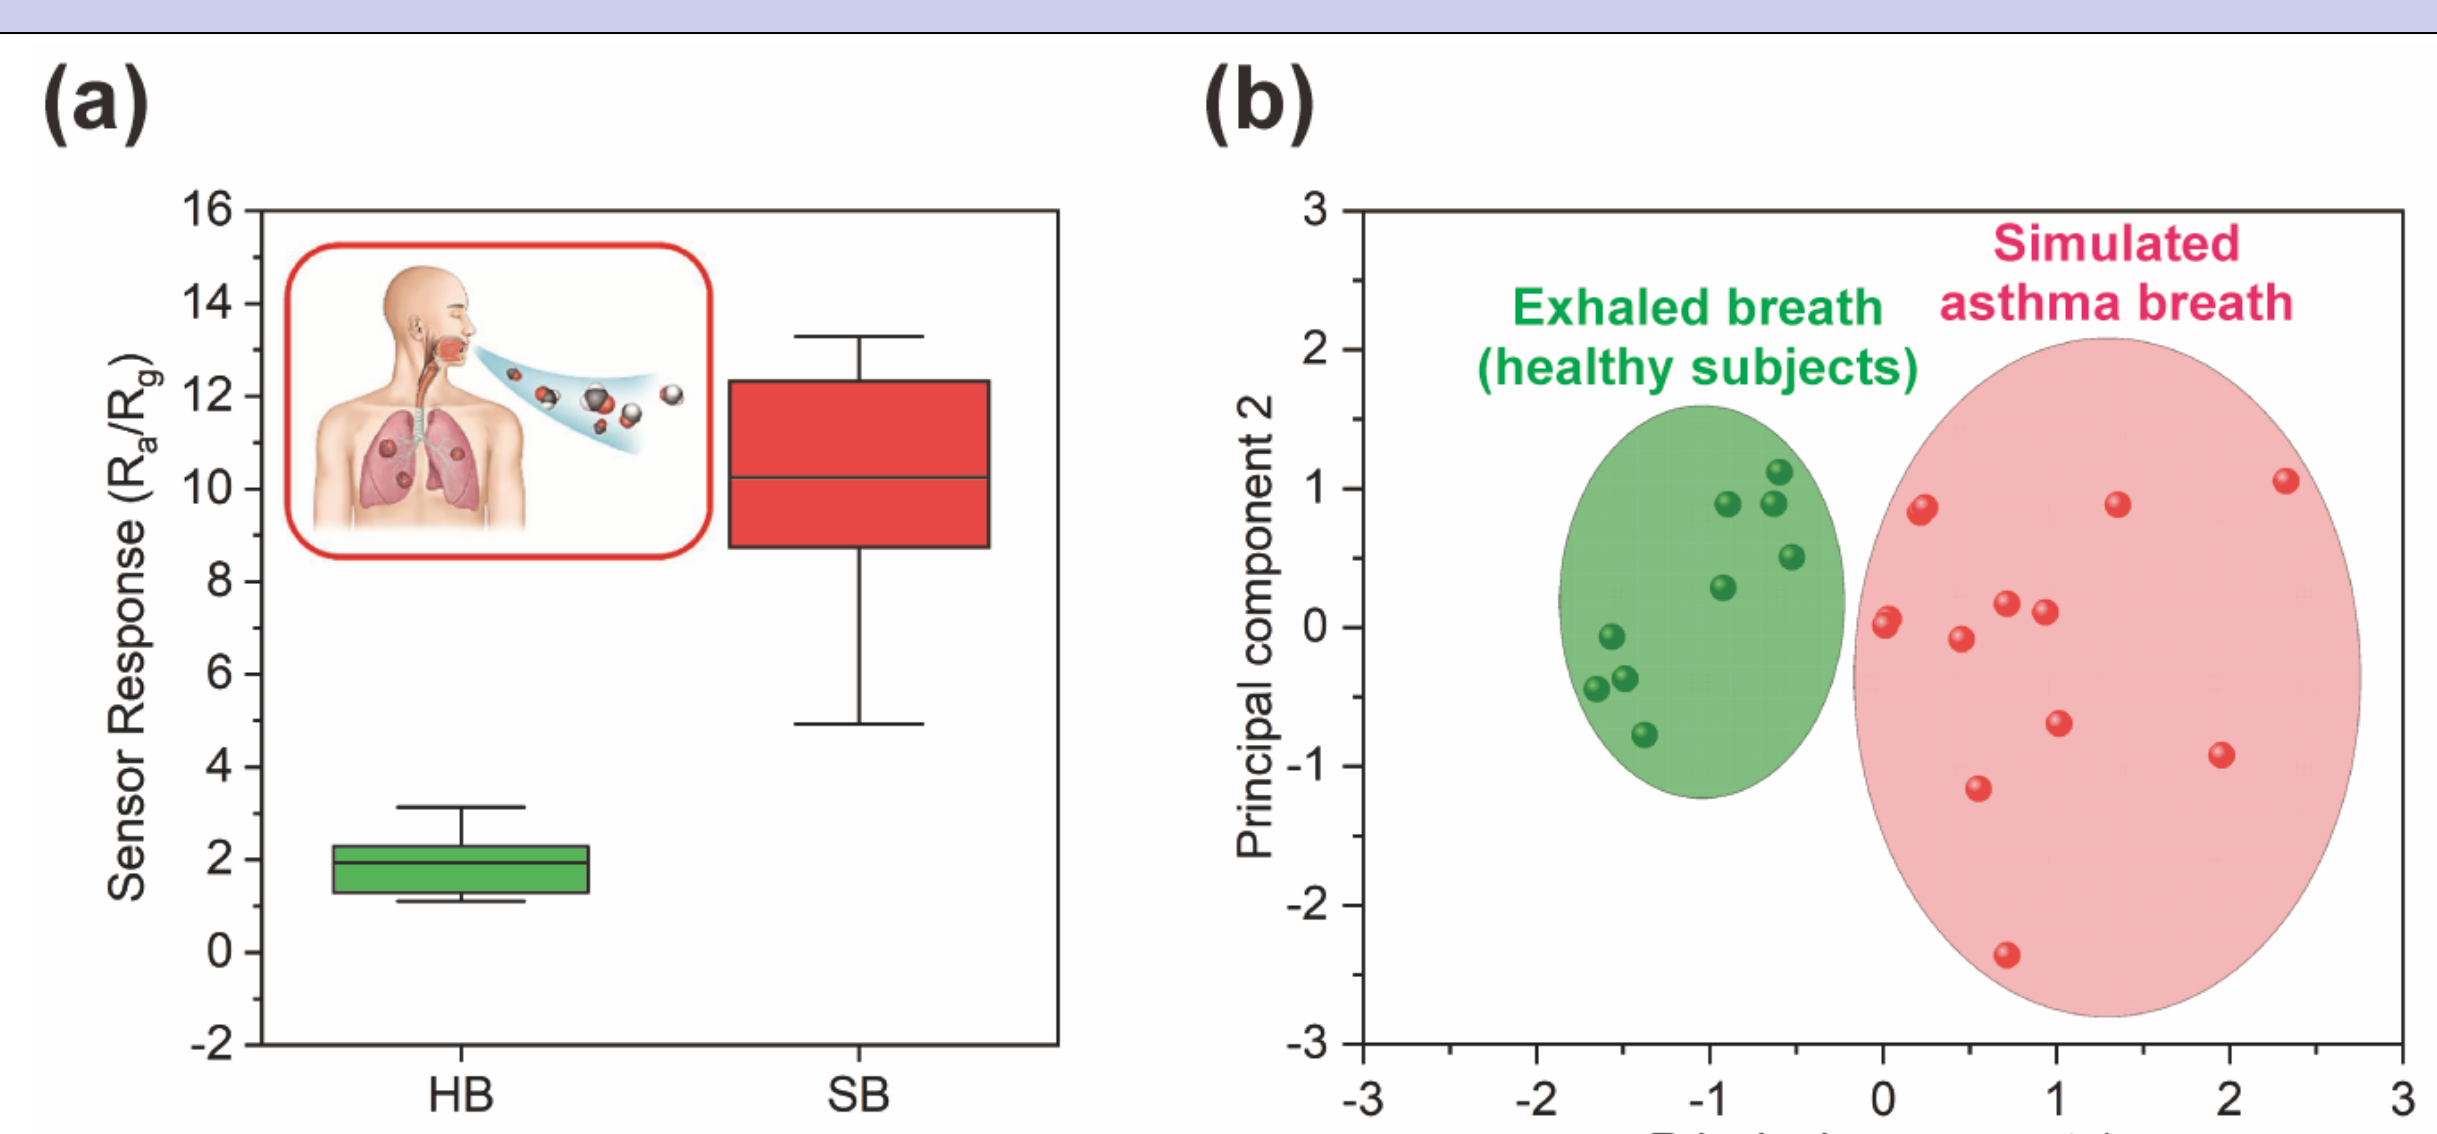 (a)
Sensor Response (Ra/Rg)
16
14
12
10
8
6
4
2
0
-2
HB
SB
(b)
Principal component 2
3
2
1
0
-1
-2
-3
Simulated
asthma breath
Exhaled breath
(healthy subjects)
-3
-2
-1
0
1
2
3